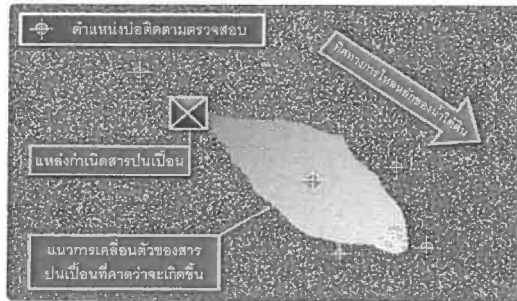 ตำแหน่งบ่อติดตามตรวจสอบ
ทิศทางการไหลหลักของน้ำใต้ดิน
แหล่งกำเนิดสารปนเปื้อน
แนวการเคลื่อนตัวของสาร
ปนเปื้อนที่คาดว่าจะเกิดขึ้น